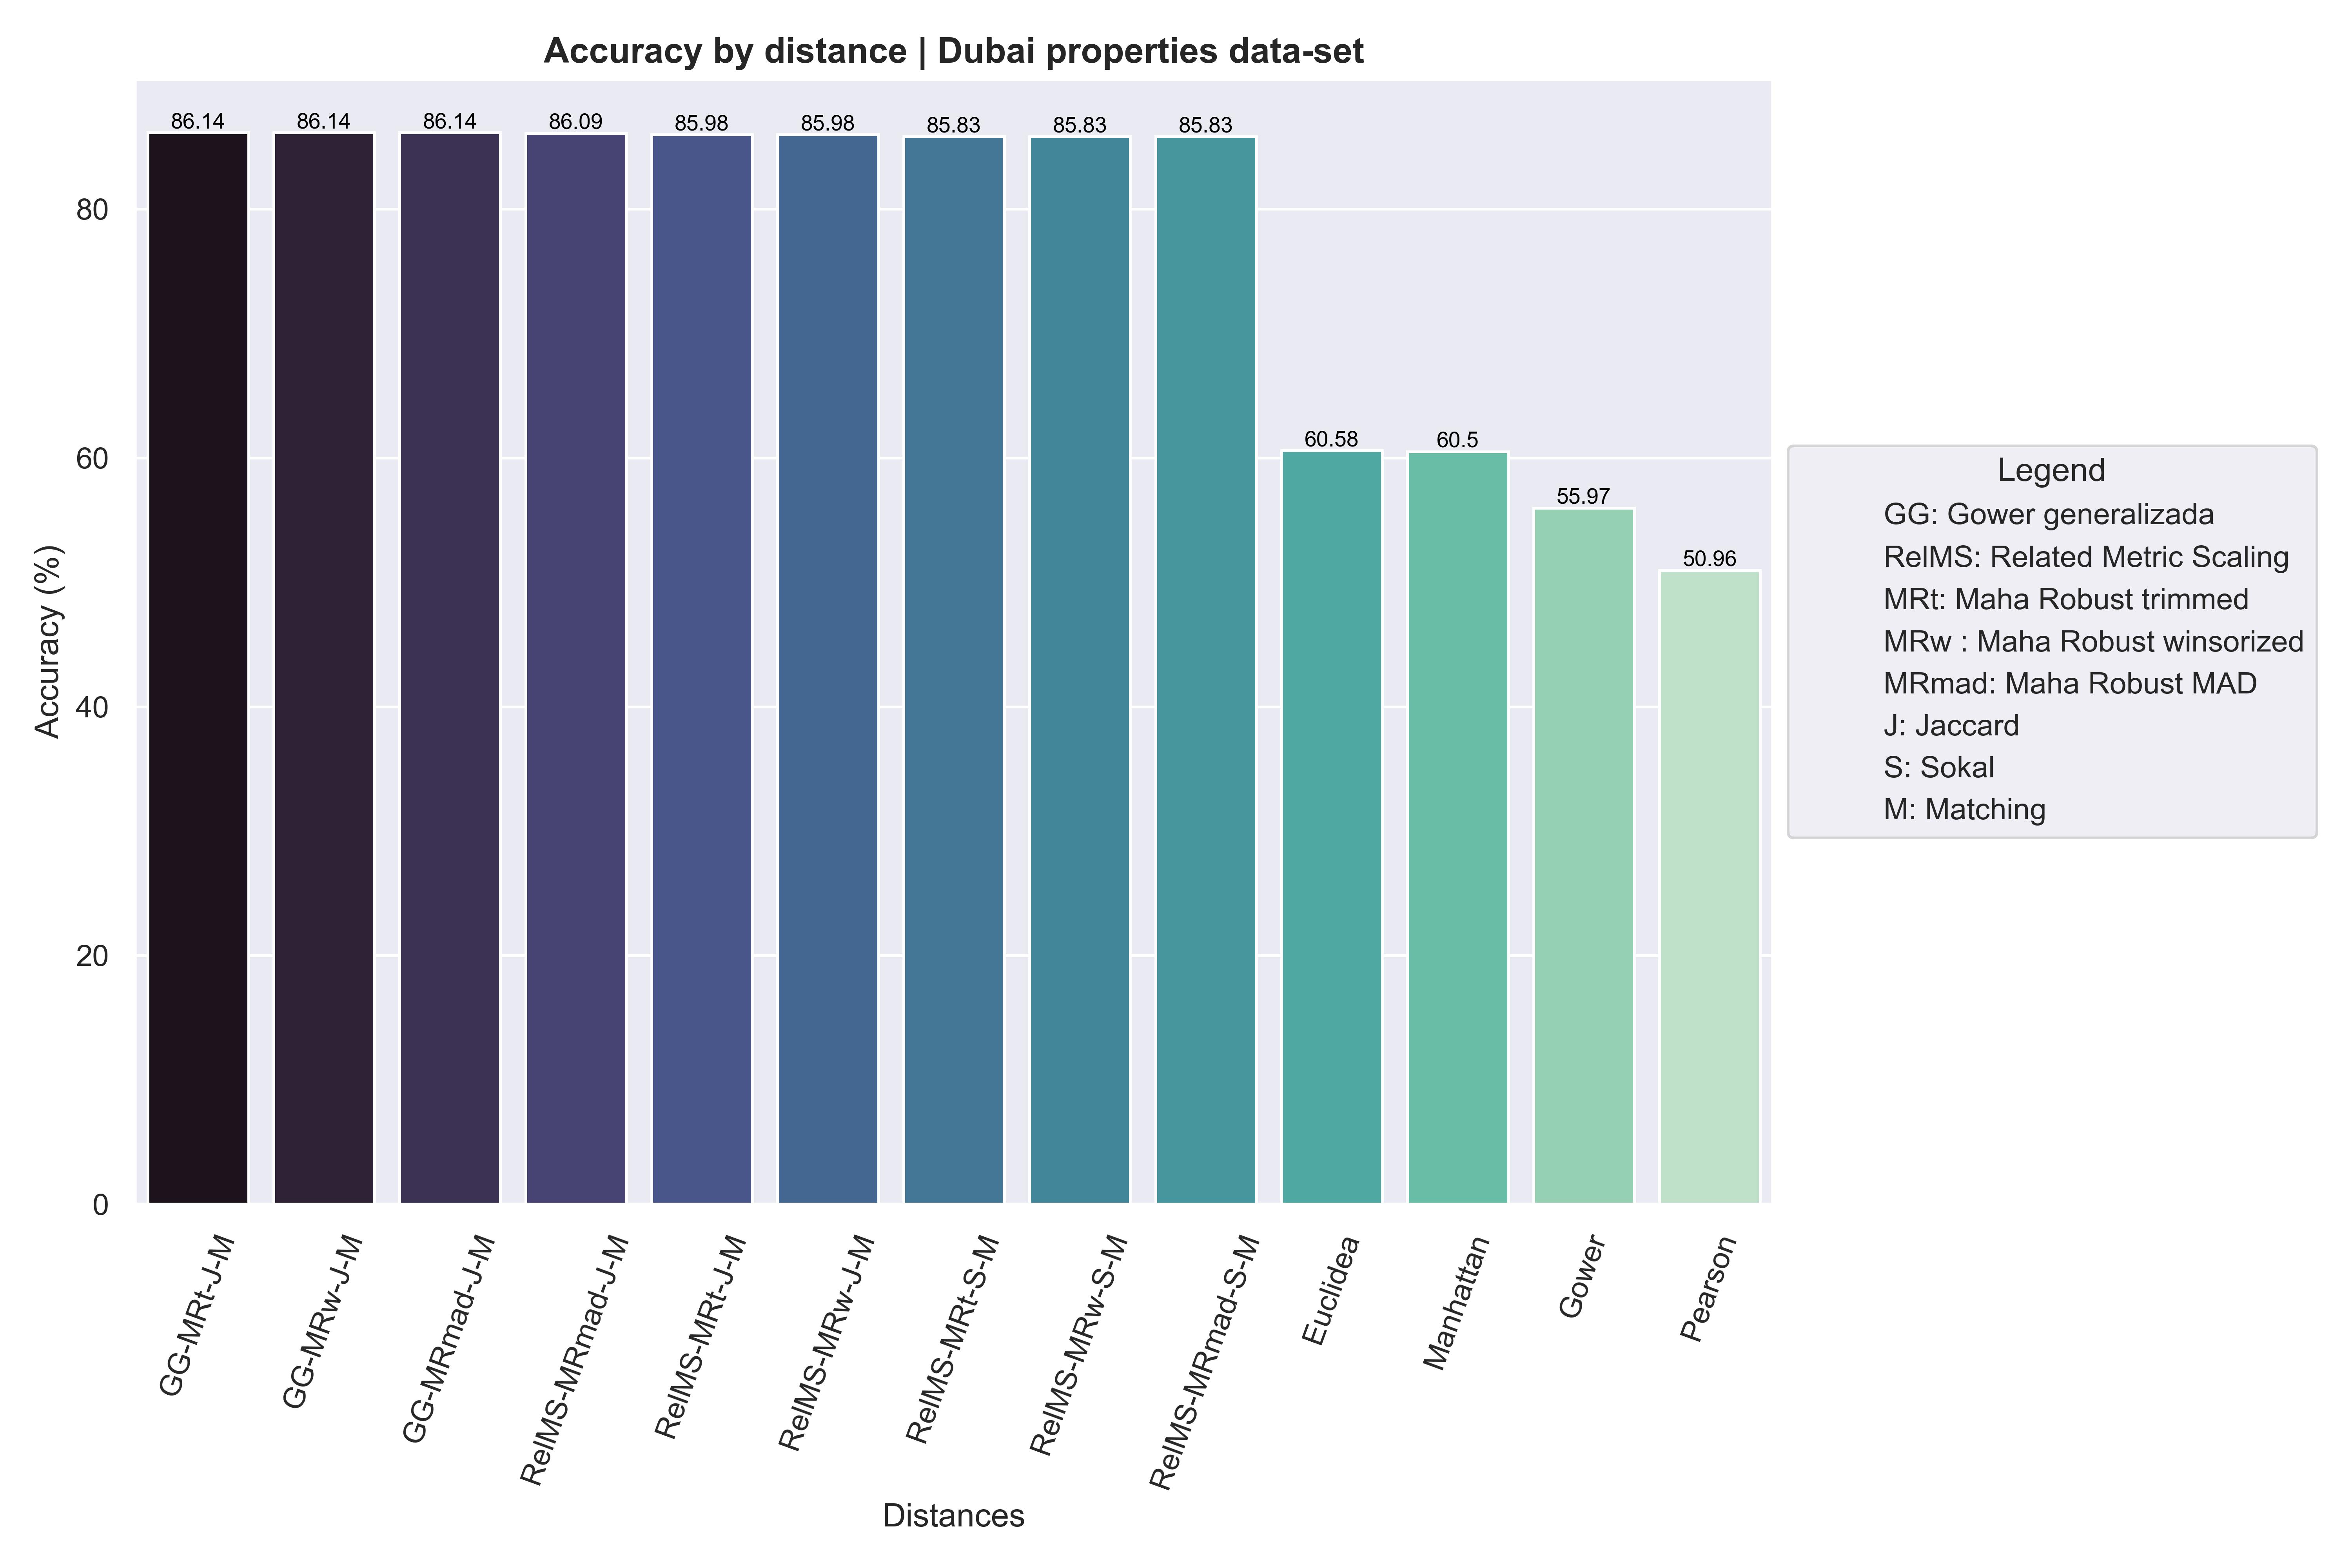 Accuracy by distance | Dubai properties data-set
86.14
86.14
86.14
86.09
85.98
85.98
85.83
85.83
85.83
60.58
60.5
55.97
50.96
Accuracy (%)
80
60
40
20
0
GG-MRt-J-M
GG-MRw-J-M
GG-MRmad-J-M
RelMS-MRmad-J-M
RelMS-MRt-J-M
RelMS-MRw-J-M
RelMS-MRt-S-M
RelMS-MRw-S-M
RelMS-MRmad-S-M
Euclidea
Manhattan
Gower
Pearson
Distances
Legend
GG: Gower generalizada
RelMS: Related Metric Scaling
MRt: Maha Robust trimmed
MRw : Maha Robust winsorized
MRmad: Maha Robust MAD
J: Jaccard
S: Sokal
M: Matching